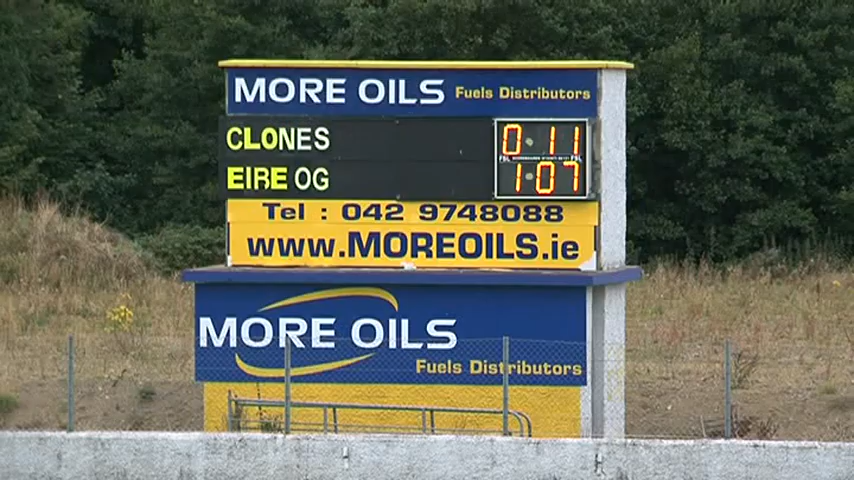 MORE OILS Fuels Distributors
CLONES 0 11
EIRE OG 1 07
Tel : 042 9748088
www.MOREOILS.ie
MORE OILS
Fuels Distributors